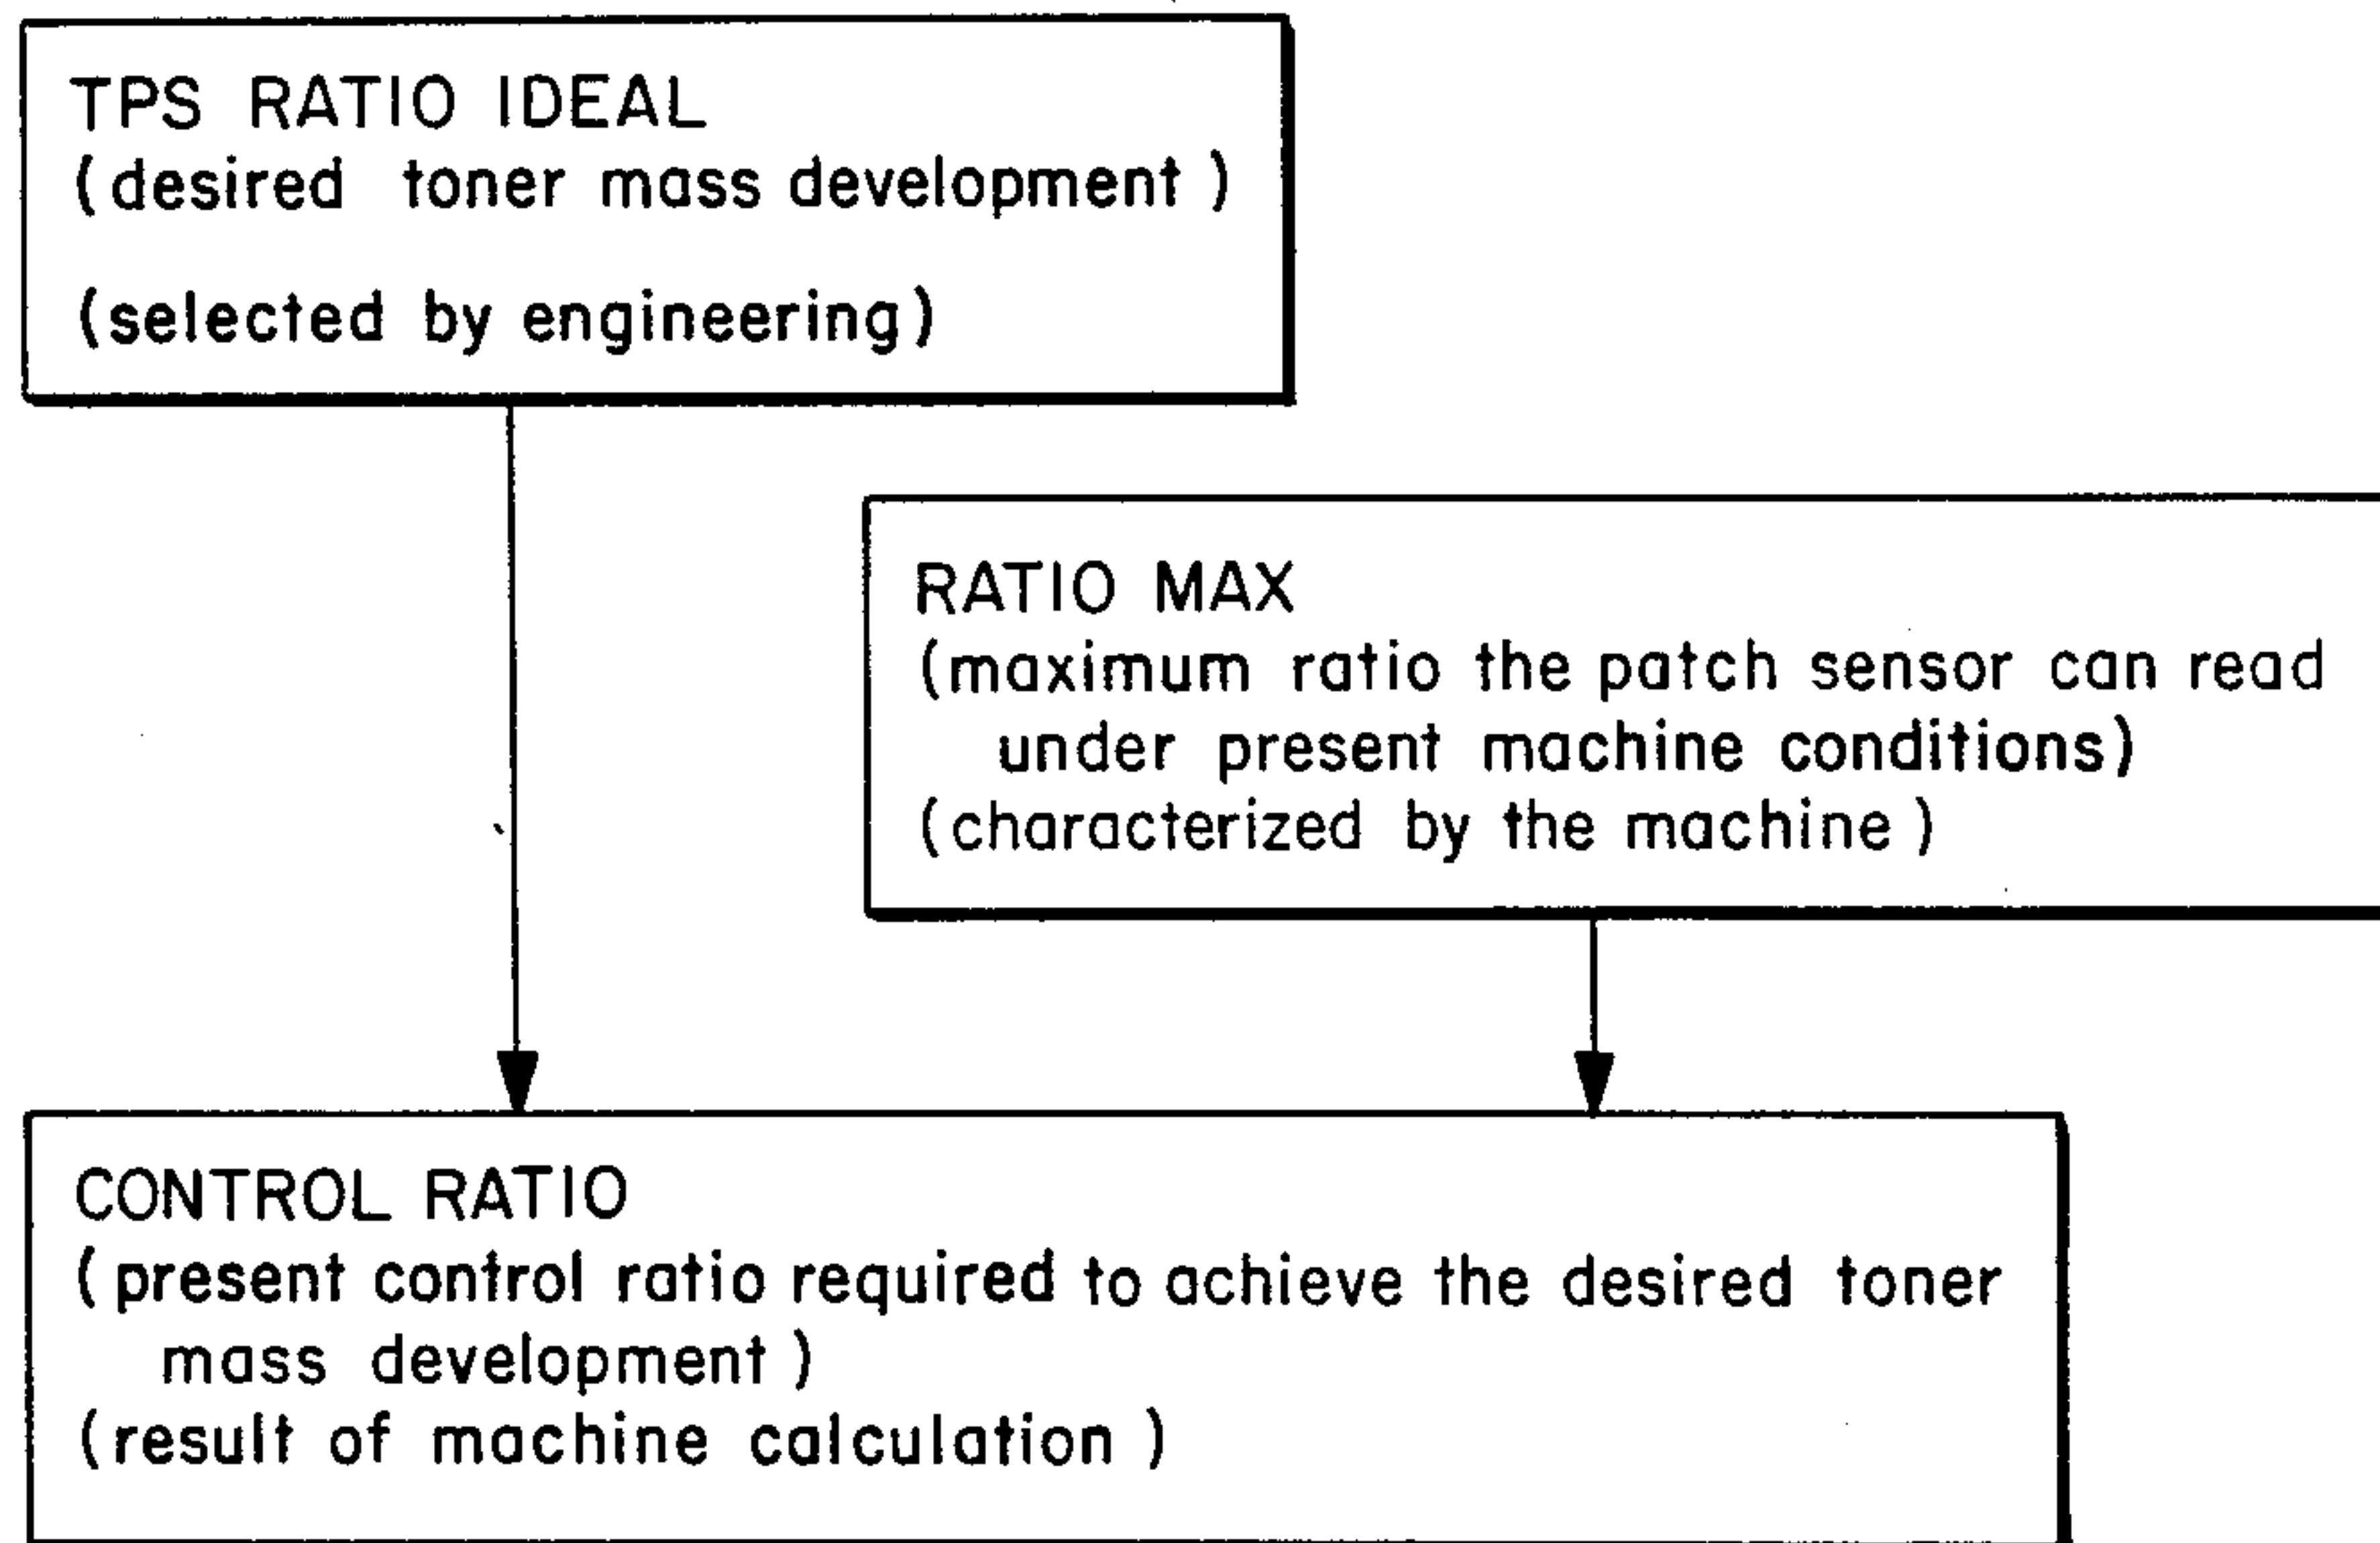 TPS RATIO IDEAL
(desired toner mass development)
(selected by engineering)
RATIO MAX
(maximum ratio the patch sensor can read
under present machine conditions)
(characterized by the machine)
CONTROL RATIO
(present control ratio required to achieve the desired toner
mass development)
(result of machine calculation)